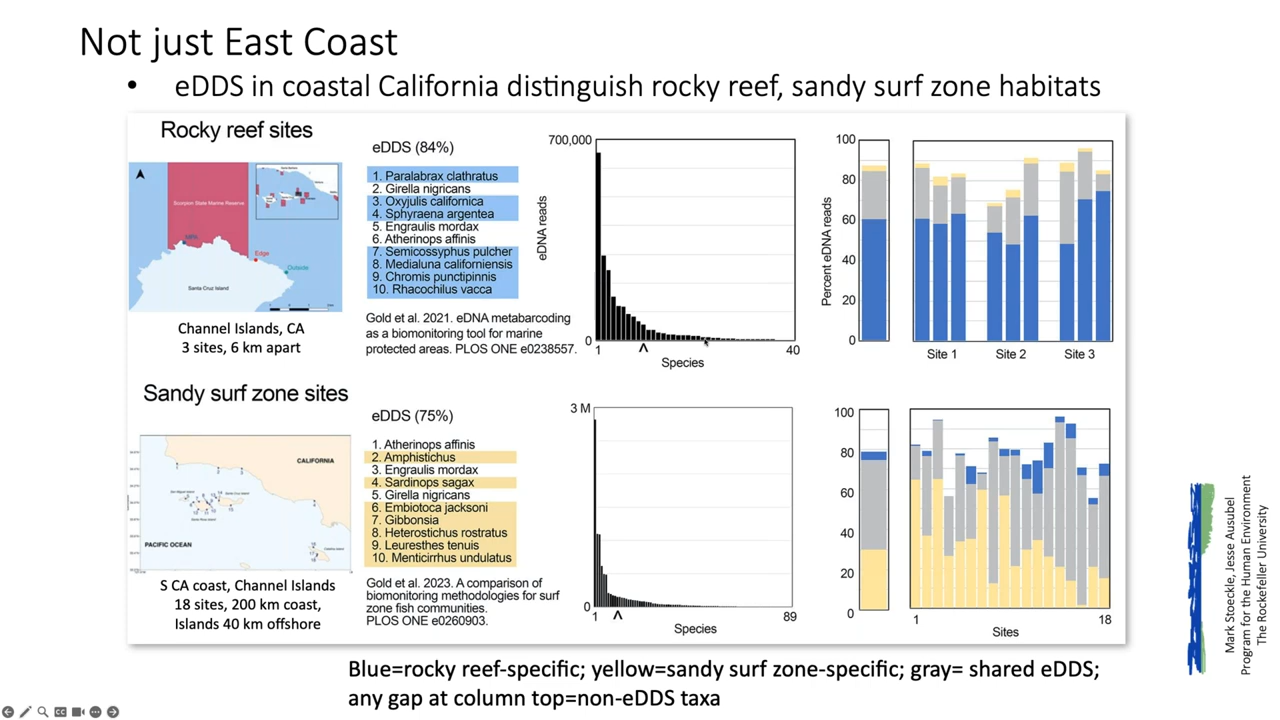 Not just East Coast
• eDDS in coastal California distinguish rocky reef, sandy surf zone habitats
Rocky reef sites
Scorpion State Marine Reserve
Edge
Outside
Santa Cruz Island
Channel Islands, CA
3 sites, 6 km apart
eDDS (84%)
1. Paralabrax clathratus
2. Girella nigricans
3. Oxyjulis californica
4. Sphyraena argentea
5. Engraulis mordax
6. Atherinops affinis
7. Semicossyphus pulcher
8. Medialuna californiensis
9. Chromis punctipinnis
10. Rhacochilus vacca
Gold et al. 2021. eDNA metabarcoding
as a biomonitoring tool for marine
protected areas. PLOS ONE e0238557.
700,000
eDNA reads
0
1
^
40
Species
Percent eDNA reads
100
80
60
40
20
0
Site 1
Site 2
Site 3
Sandy surf zone sites
CALIFORNIA
PACIFIC OCEAN
S CA coast, Channel Islands
18 sites, 200 km coast,
Islands 40 km offshore
eDDS (75%)
1. Atherinops affinis
2. Amphistichus
3. Engraulis mordax
4. Sardinops sagax
5. Girella nigricans
6. Embiotoca jacksoni
7. Gibbonsia
8. Heterostichus rostratus
9. Leuresthes tenuis
10. Menticirrhus undulatus
Gold et al. 2023. A comparison of
biomonitoring methodologies for surf
zone fish communities.
PLOS ONE e0260903.
3 M
0
1
^
89
Species
100
80
60
40
20
0
1
18
Sites
Blue=rocky reef-specific; yellow=sandy surf zone-specific; gray= shared eDDS;
any gap at column top=non-eDDS taxa
Mark Stoeckle, Jesse Ausubel
Program for the Human Environment
The Rockefeller University